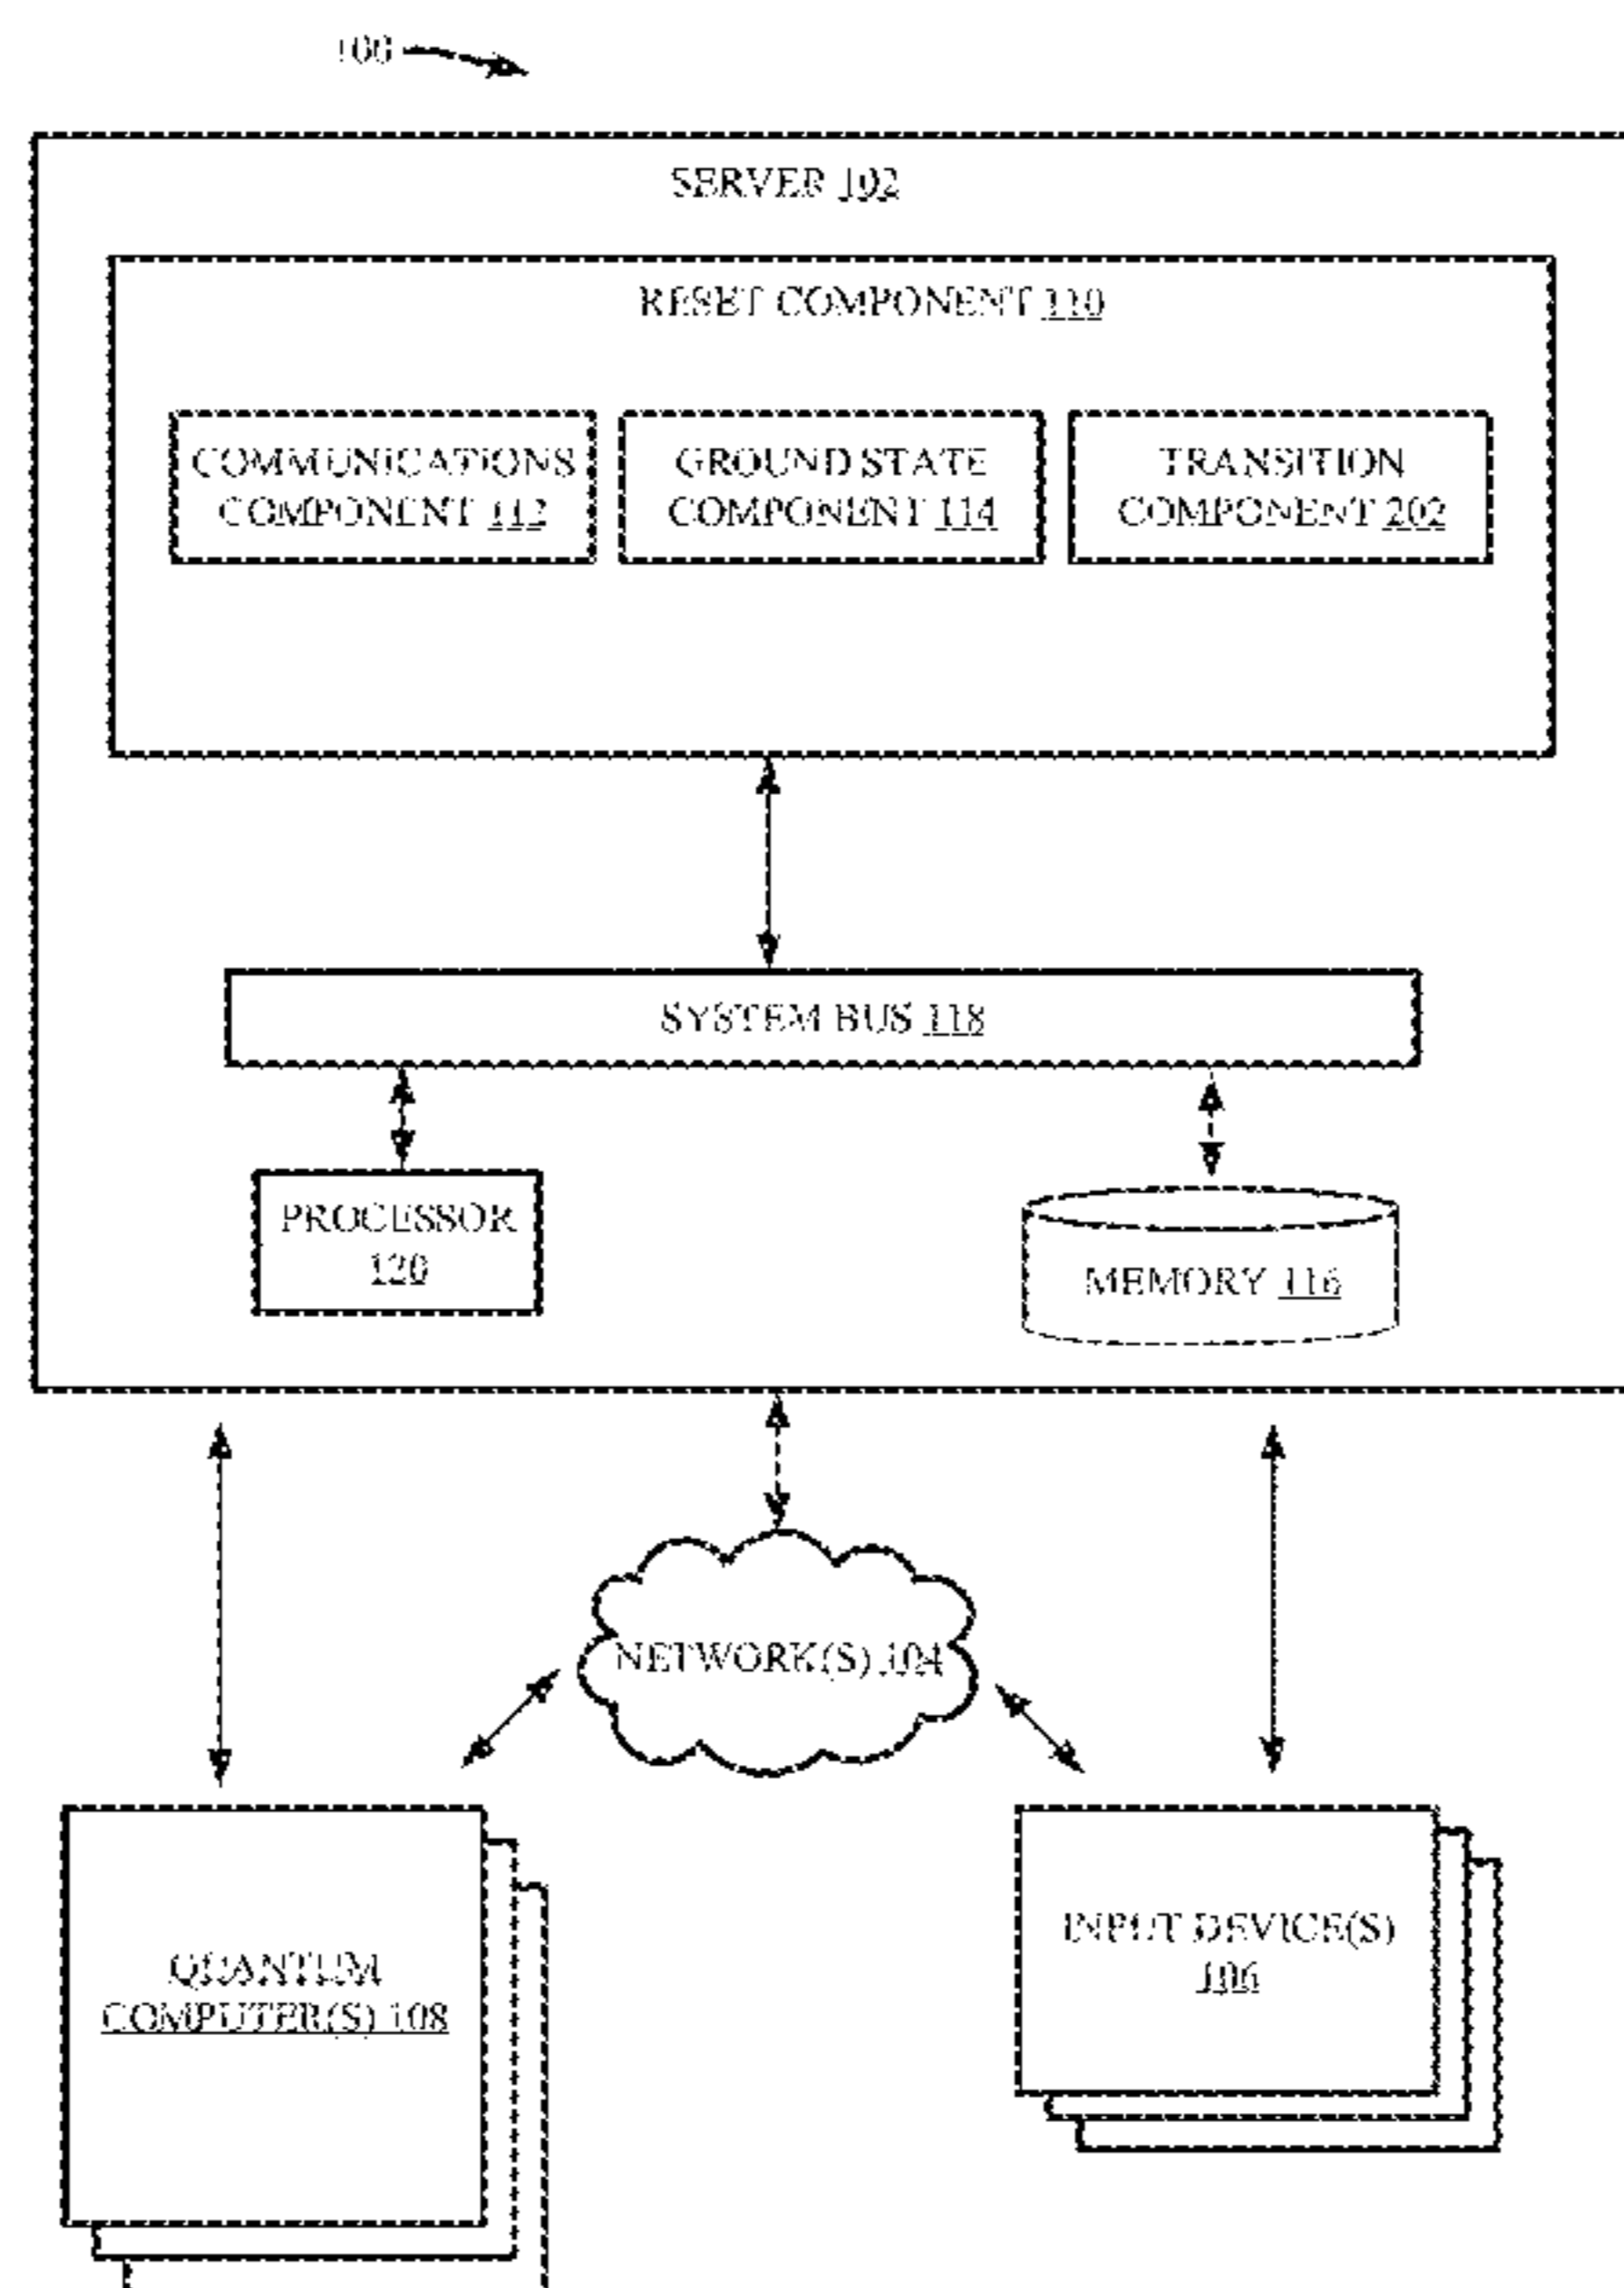 100
SERVER 102
RESET COMPONENT 110
COMMUNICATIONS
COMPONENT 112
GROUND STATE
COMPONENT 114
TRANSITION
COMPONENT 202
SYSTEM BUS 118
PROCESSOR
120
MEMORY 116
NETWORK(S) 104
QUANTUM
COMPUTER(S) 108
INPUT DEVICE(S)
106